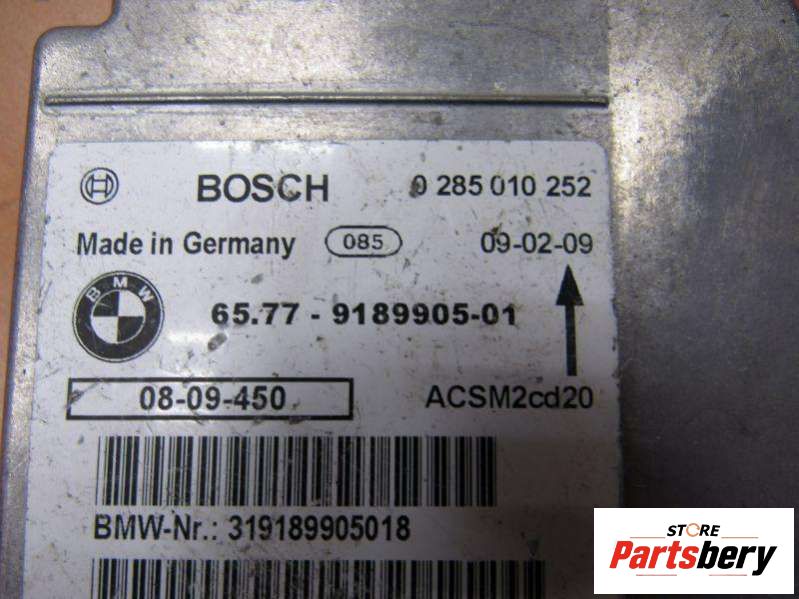 BOSCH 0 285 010 252
Made in Germany 085 09-02-09
BMW
65.77 - 9189905-01
08-09-450 ACSM2cd20
BMW-Nr.: 319189905018
STORE
Partsbery